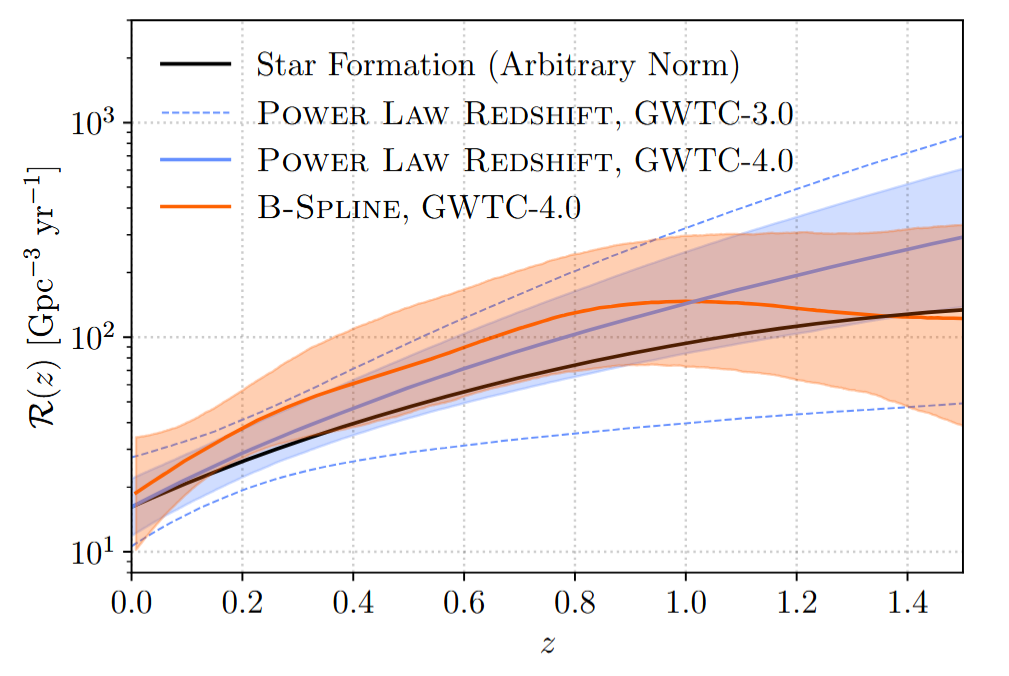 Star Formation (Arbitrary Norm)
POWER LAW REDSHIFT, GWTC-3.0
POWER LAW REDSHIFT, GWTC-4.0
B-SPLINE, GWTC-4.0
10³
10²
10¹
R(z) [Gpc⁻³ yr⁻¹]
0.0 0.2 0.4 0.6 0.8 1.0 1.2 1.4
z